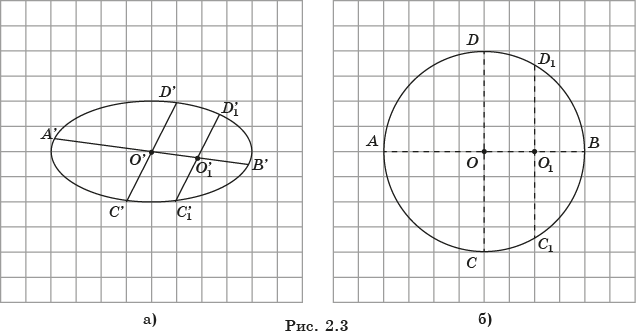 D' D'₁
A' O' O'₁ B'
C' C'₁
а)
D D₁
A O O₁ B
C C₁
б)
Рис. 2.3